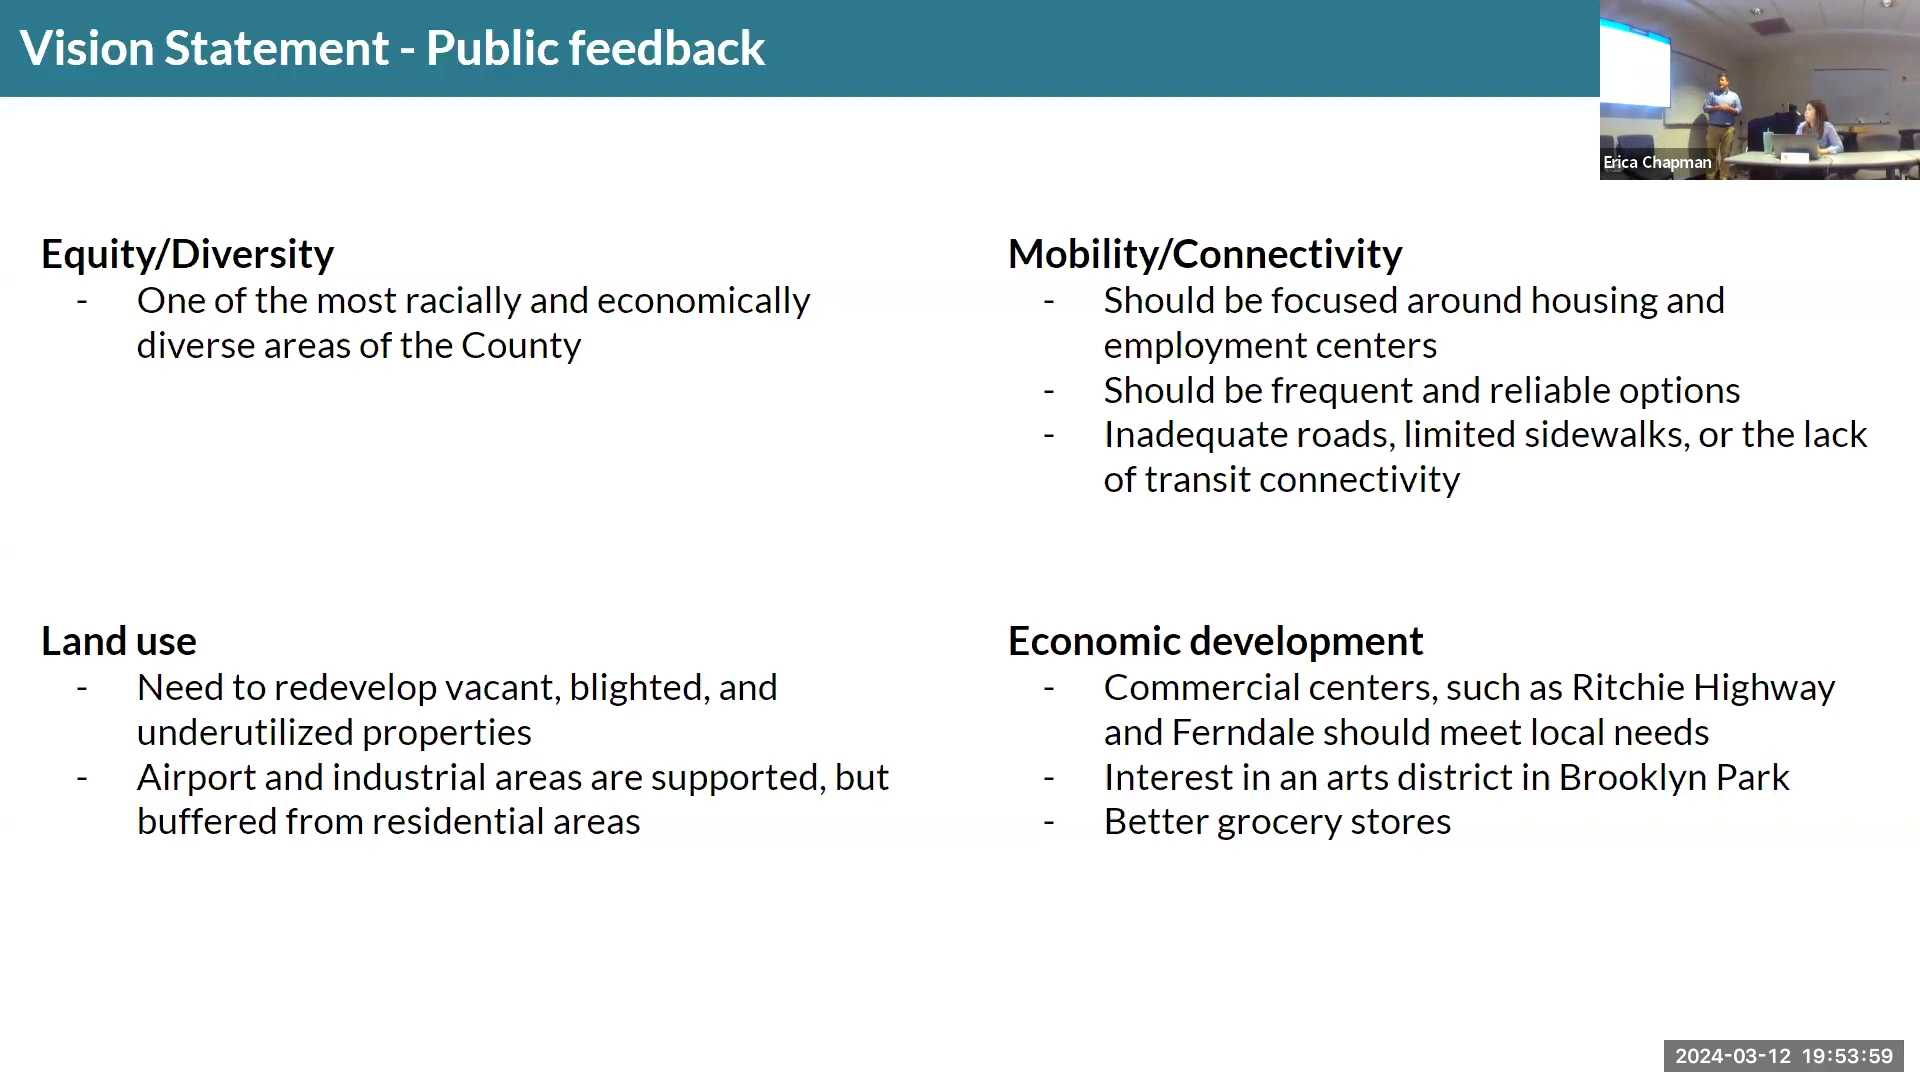 Vision Statement - Public feedback
Erica Chapman
Equity/Diversity
- One of the most racially and economically
diverse areas of the County
Mobility/Connectivity
- Should be focused around housing and
employment centers
- Should be frequent and reliable options
- Inadequate roads, limited sidewalks, or the lack
of transit connectivity
Land use
- Need to redevelop vacant, blighted, and
underutilized properties
- Airport and industrial areas are supported, but
buffered from residential areas
Economic development
- Commercial centers, such as Ritchie Highway
and Ferndale should meet local needs
- Interest in an arts district in Brooklyn Park
- Better grocery stores
2024-03-12 19:53:59